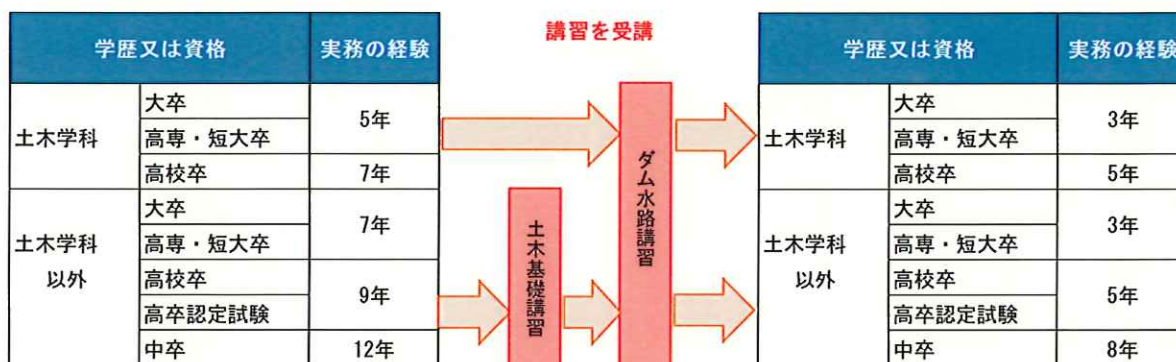 講習を受講
学歴又は資格 実務の経験
土木学科 大卒 5年
高専・短大卒
高校卒 7年
土木学科以外 大卒 7年
高専・短大卒
高校卒 9年
高卒認定試験
中卒 12年
土木基礎講習
ダム水路講習
学歴又は資格 実務の経験
土木学科 大卒 3年
高専・短大卒
高校卒 5年
土木学科以外 大卒 3年
高専・短大卒
高校卒 5年
高卒認定試験
中卒 8年